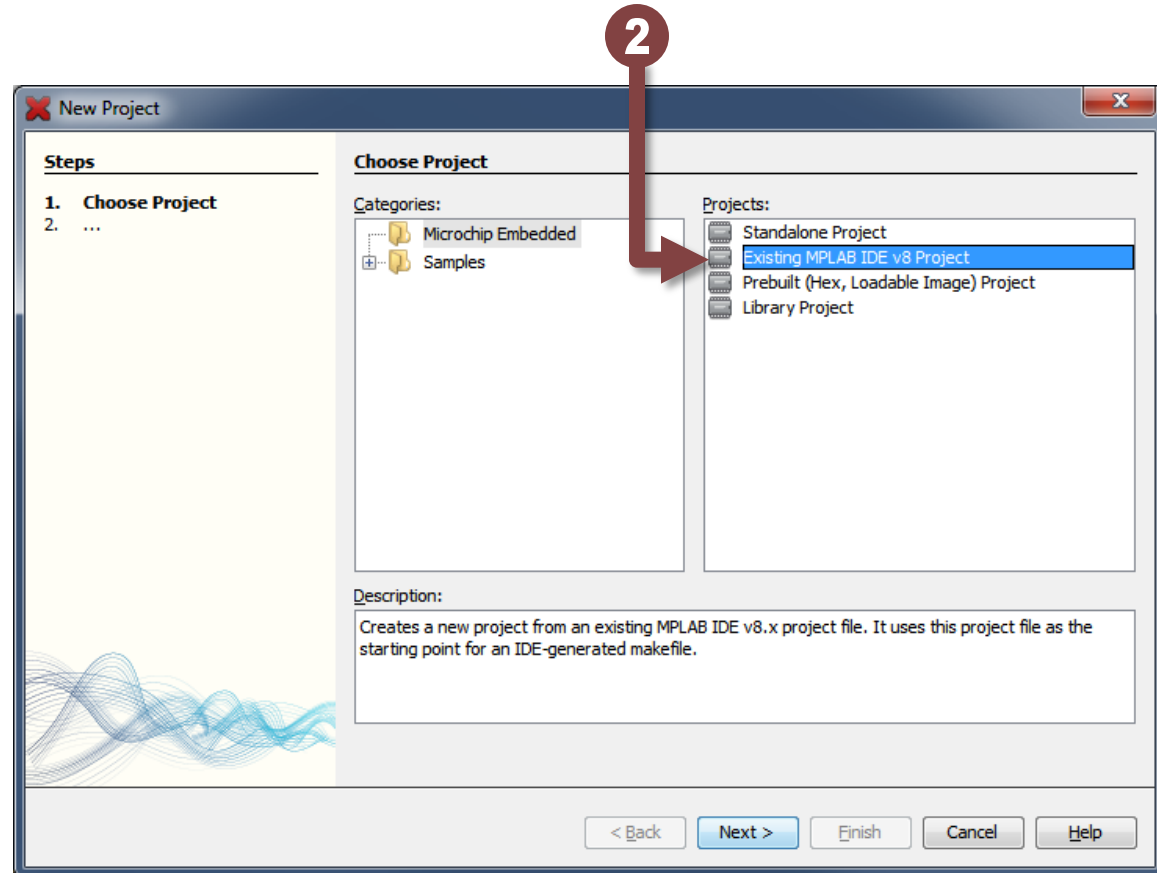 2
New Project
x
Steps
1. Choose Project
2. ...
Choose Project
Categories:
Microchip Embedded
Samples
Projects:
Standalone Project
Existing MPLAB IDE v8 Project
Prebuilt (Hex, Loadable Image) Project
Library Project
Description:
Creates a new project from an existing MPLAB IDE v8.x project file. It uses this project file as the
starting point for an IDE-generated makefile.
< Back
Next >
Finish
Cancel
Help